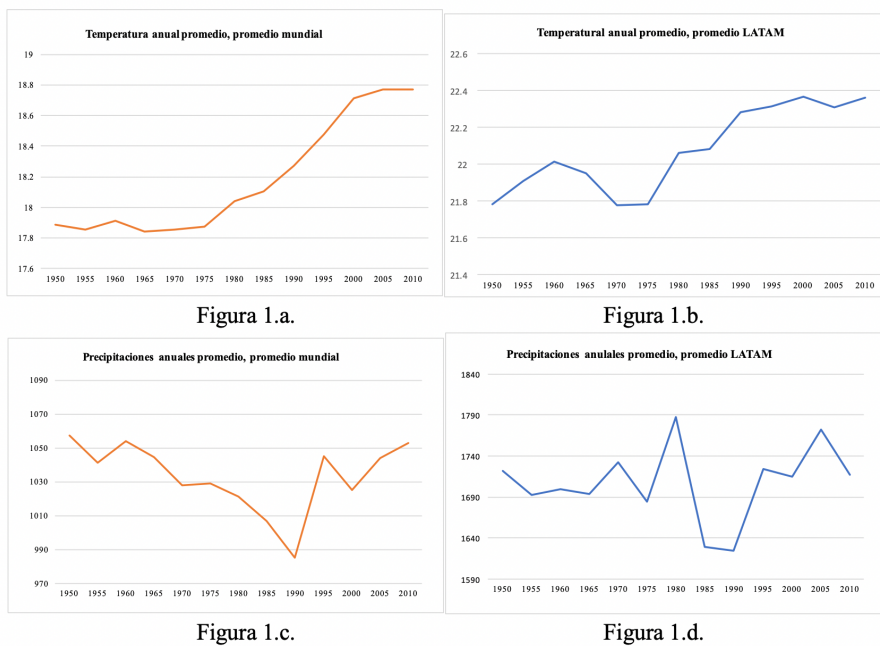 Temperatura anual promedio, promedio mundial
19
18.8
18.6
18.4
18.2
18
17.8
17.6
1950 1955 1960 1965 1970 1975 1980 1985 1990 1995 2000 2005 2010
Figura 1.a.
Temperatural anual promedio, promedio LATAM
22.6
22.4
22.2
22
21.8
21.6
21.4
1950 1955 1960 1965 1970 1975 1980 1985 1990 1995 2000 2005 2010
Figura 1.b.
Precipitaciones anuales promedio, promedio mundial
1090
1070
1050
1030
1010
990
970
1950 1955 1960 1965 1970 1975 1980 1985 1990 1995 2000 2005 2010
Figura 1.c.
Precipitaciones anulales promedio, promedio LATAM
1840
1790
1740
1690
1640
1590
1950 1955 1960 1965 1970 1975 1980 1985 1990 1995 2000 2005 2010
Figura 1.d.